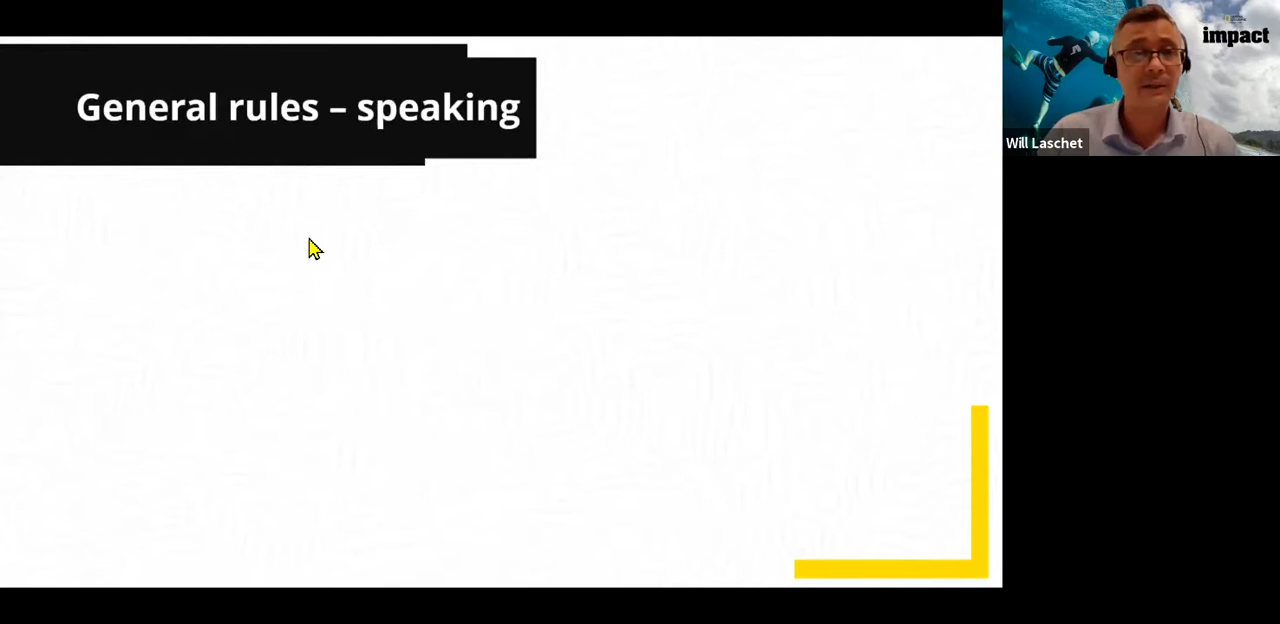 General rules – speaking
impact
Will Laschet